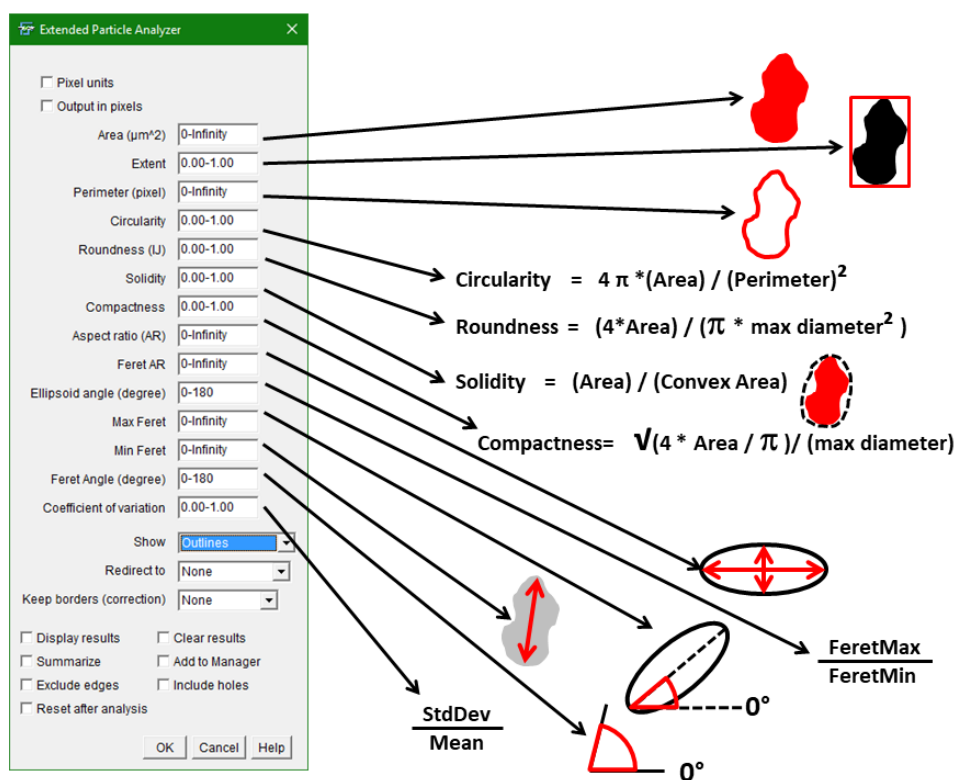 Extended Particle Analyzer
Pixel units
Output in pixels
Area (µm^2) 0-Infinity
Extent 0.00-1.00
Perimeter (pixel) 0-Infinity
Circularity 0.00-1.00
Roundness (IJ) 0.00-1.00
Solidity 0.00-1.00
Compactness 0.00-1.00
Aspect ratio (AR) 0-Infinity
Feret AR 0-Infinity
Ellipsoid angle (degree) 0-180
Max Feret 0-Infinity
Min Feret 0-Infinity
Feret Angle (degree) 0-180
Coefficient of variation 0.00-1.00
Show Outlines
Redirect to None
Keep borders (correction) None
Display results Clear results
Summarize Add to Manager
Exclude edges Include holes
Reset after analysis
OK Cancel Help
Circularity = 4 π *(Area) / (Perimeter)²
Roundness = (4*Area) / (π * max diameter² )
Solidity = (Area) / (Convex Area)
Compactness= √(4 * Area / π )/ (max diameter)
FeretMax
FeretMin
0°
StdDev
Mean
0°